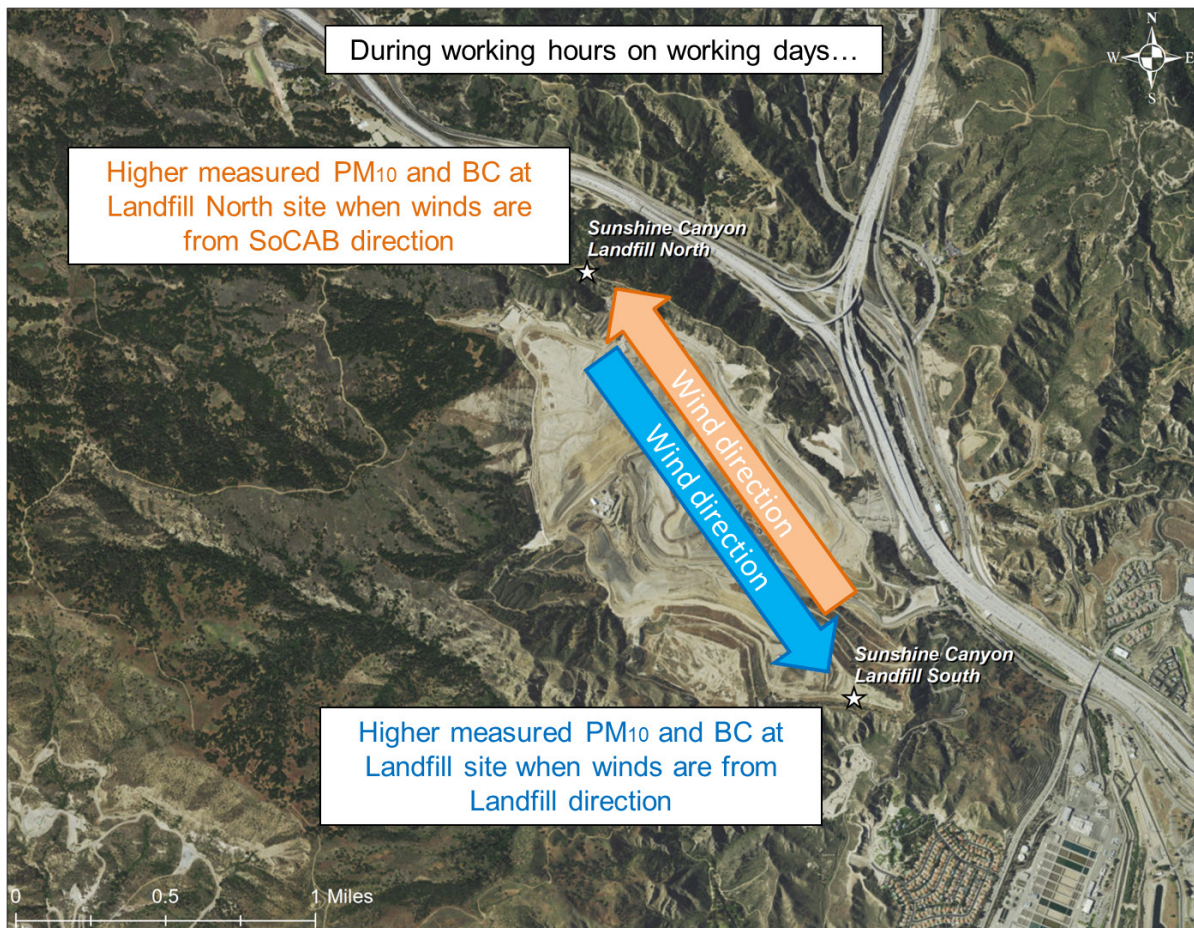 During working hours on working days…
N
W
E
S
Higher measured PM10 and BC at
Landfill North site when winds are
from SoCAB direction
Sunshine Canyon
Landfill North
Wind direction
Wind direction
Sunshine Canyon
Landfill South
Higher measured PM10 and BC at
Landfill site when winds are from
Landfill direction
0 0.5 1 Miles